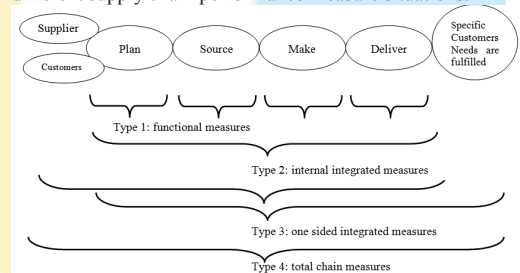 Supplier
Customers
Plan
Source
Make
Deliver
Specific
Customers
Needs are
fulfilled
Type 1: functional measures
Type 2: internal integrated measures
Type 3: one sided integrated measures
Type 4: total chain measures